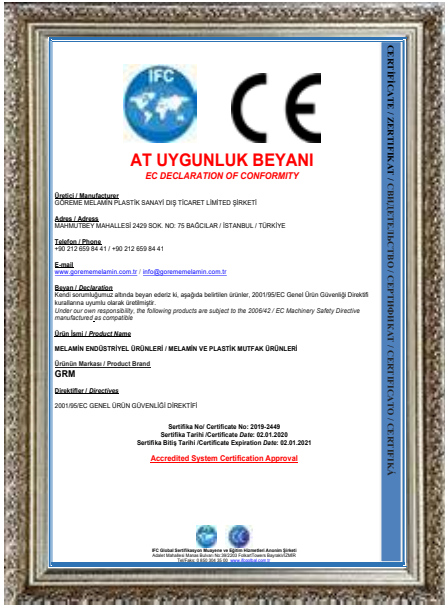 IFC
CE
AT UYGUNLUK BEYANI
EC DECLARATION OF CONFORMITY
Üretici / Manufacturer
GÖREME MELAMİN PLASTİK SANAYİ DIŞ TİCARET LİMİTED ŞİRKETİ
Adres / Adress
MAHMUTBEY MAHALLESİ 2429 SOK. NO: 75 BAĞCILAR / İSTANBUL / TÜRKİYE
Telefon / Phone
+90 212 659 84 41 / +90 212 659 84 41
E-mail
www.gorememelamin.com.tr / info@gorememelamin.com.tr
Beyan / Declaration
Kendi sorumluğumuz altında beyan ederiz ki, aşağıda belirtilen ürünler, 2001/95/EC Genel Ürün Güvenliği Direktifi
kurallarına uyumlu olarak üretilmiştir.
Under our own responsibility, the following products are subject to the 2006/42 / EC Machinery Safety Directive
manufactured as compatible
Ürün İsmi / Product Name
MELAMİN ENDÜSTRİYEL ÜRÜNLERİ / MELAMİN VE PLASTİK MUTFAK ÜRÜNLERİ
Ürünün Markası / Product Brand
GRM
Direktifler / Directives
2001/95/EC GENEL ÜRÜN GÜVENLİĞİ DİREKTİFİ
Sertifika No/ Certificate No: 2019-2449
Sertifika Tarihi /Certificate Date: 02.01.2020
Sertifika Bitiş Tarihi /Certificate Expiration Date: 02.01.2021
Accredited System Certification Approval
IFC Global Sertifikasyon Muayene ve Eğitim Hizmetleri Anonim Şirketi
CERTİFİCATE / ZERTIFIKAT / СВИДЕТЕЛЬСТВО / СЕРТИФИКАТ / CERTIFICATO / CERTIFIKÁ